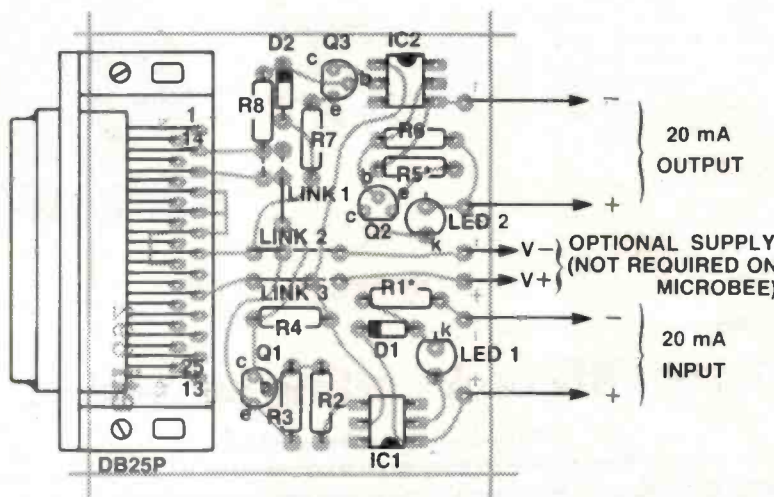 D2
Q3
IC2
c
b
e
R8
R7
R6
R5*
1
14
LINK 1
b
e
c
Q2
LED 2
k
LINK 2
LINK 3
R4
R1*
D1
k
LED 1
Q1
c
b
e
R3
R2
IC1
25
13
DB25P
−
20 mA
OUTPUT
+
V−
V+
OPTIONAL SUPPLY
(NOT REQUIRED ON
MICROBEE)
−
20 mA
INPUT
+